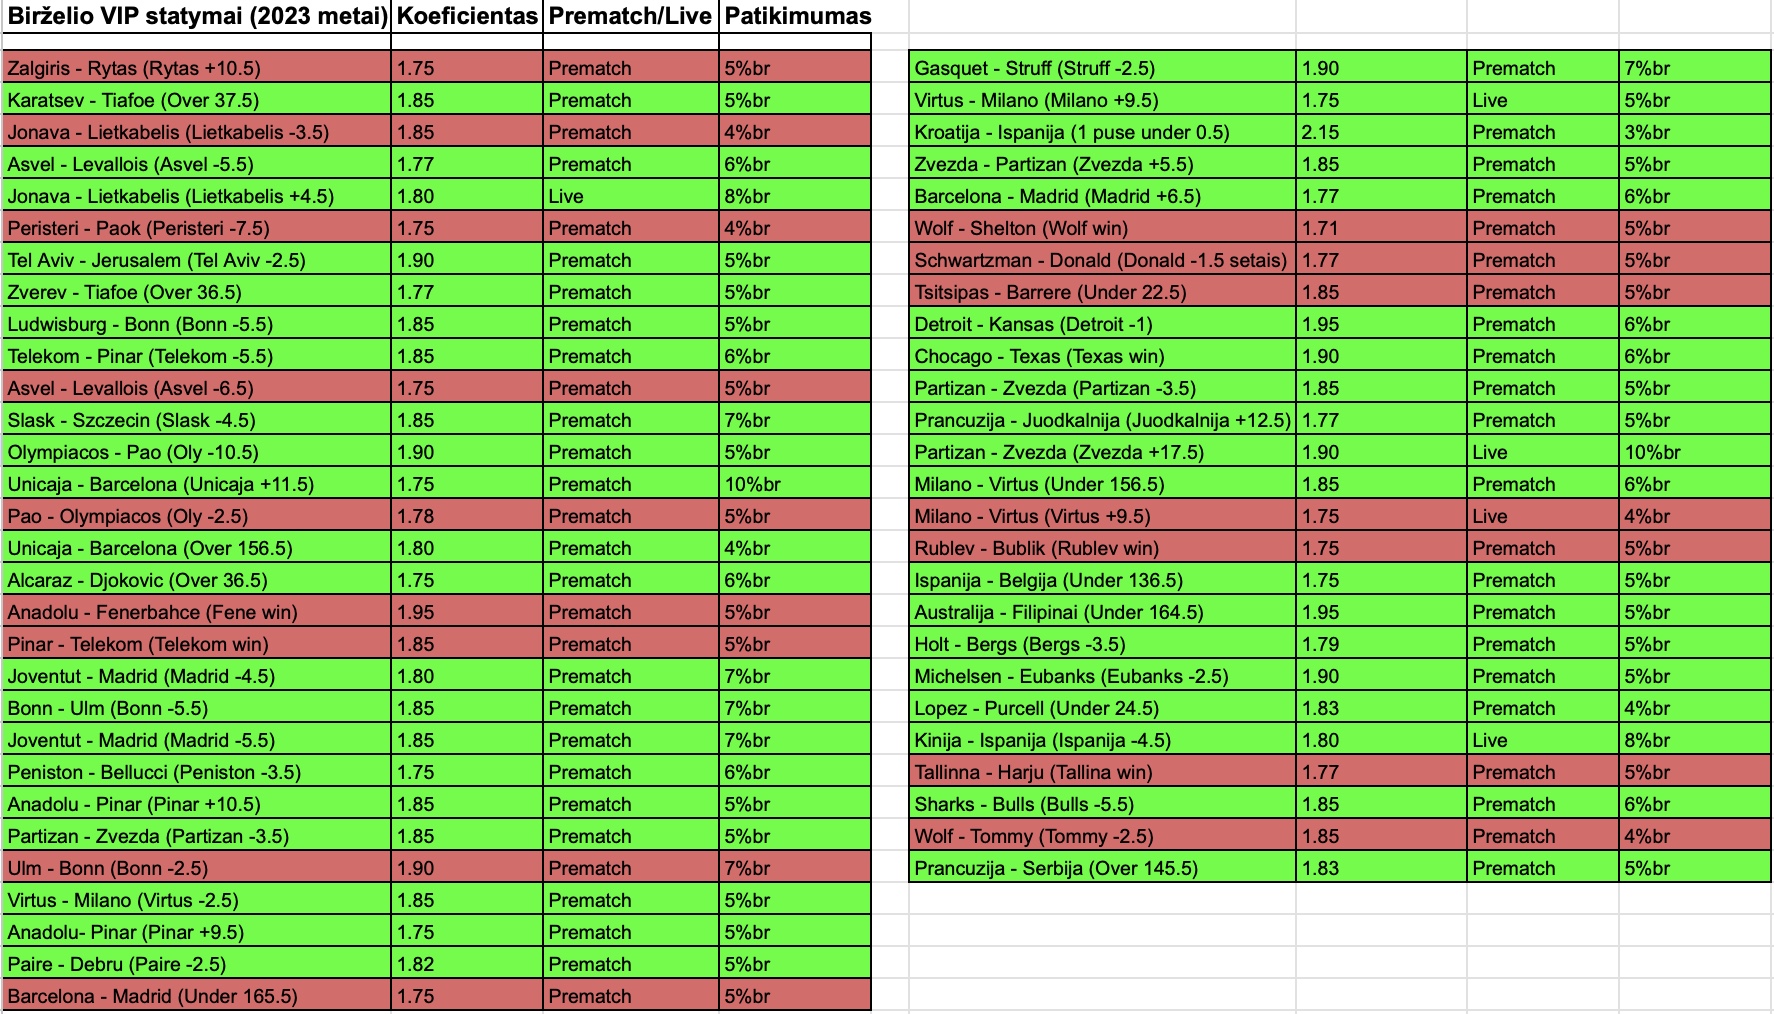 Birželio VIP statymai (2023 metai) Koeficientas Prematch/Live Patikimumas
Zalgiris - Rytas (Rytas +10.5) 1.75 Prematch 5%br
Karatsev - Tiafoe (Over 37.5) 1.85 Prematch 5%br
Jonava - Lietkabelis (Lietkabelis -3.5) 1.85 Prematch 4%br
Asvel - Levallois (Asvel -5.5) 1.77 Prematch 6%br
Jonava - Lietkabelis (Lietkabelis +4.5) 1.80 Live 8%br
Peristeri - Paok (Peristeri -7.5) 1.75 Prematch 4%br
Tel Aviv - Jerusalem (Tel Aviv -2.5) 1.90 Prematch 5%br
Zverev - Tiafoe (Over 36.5) 1.77 Prematch 5%br
Ludwisburg - Bonn (Bonn -5.5) 1.85 Prematch 5%br
Telekom - Pinar (Telekom -5.5) 1.85 Prematch 6%br
Asvel - Levallois (Asvel -6.5) 1.75 Prematch 5%br
Slask - Szczecin (Slask -4.5) 1.85 Prematch 7%br
Olympiacos - Pao (Oly -10.5) 1.90 Prematch 5%br
Unicaja - Barcelona (Unicaja +11.5) 1.75 Prematch 10%br
Pao - Olympiacos (Oly -2.5) 1.78 Prematch 5%br
Unicaja - Barcelona (Over 156.5) 1.80 Prematch 4%br
Alcaraz - Djokovic (Over 36.5) 1.75 Prematch 6%br
Anadolu - Fenerbahce (Fene win) 1.95 Prematch 5%br
Pinar - Telekom (Telekom win) 1.85 Prematch 5%br
Joventut - Madrid (Madrid -4.5) 1.80 Prematch 7%br
Bonn - Ulm (Bonn -5.5) 1.85 Prematch 7%br
Joventut - Madrid (Madrid -5.5) 1.85 Prematch 7%br
Peniston - Bellucci (Peniston -3.5) 1.75 Prematch 6%br
Anadolu - Pinar (Pinar +10.5) 1.85 Prematch 5%br
Partizan - Zvezda (Partizan -3.5) 1.85 Prematch 5%br
Ulm - Bonn (Bonn -2.5) 1.90 Prematch 7%br
Virtus - Milano (Virtus -2.5) 1.85 Prematch 5%br
Anadolu- Pinar (Pinar +9.5) 1.75 Prematch 5%br
Paire - Debru (Paire -2.5) 1.82 Prematch 5%br
Barcelona - Madrid (Under 165.5) 1.75 Prematch 5%br
Gasquet - Struff (Struff -2.5) 1.90 Prematch 7%br
Virtus - Milano (Milano +9.5) 1.75 Live 5%br
Kroatija - Ispanija (1 puse under 0.5) 2.15 Prematch 3%br
Zvezda - Partizan (Zvezda +5.5) 1.85 Prematch 5%br
Barcelona - Madrid (Madrid +6.5) 1.77 Prematch 6%br
Wolf - Shelton (Wolf win) 1.71 Prematch 5%br
Schwartzman - Donald (Donald -1.5 setais) 1.77 Prematch 5%br
Tsitsipas - Barrere (Under 22.5) 1.85 Prematch 5%br
Detroit - Kansas (Detroit -1) 1.95 Prematch 6%br
Chocago - Texas (Texas win) 1.90 Prematch 6%br
Partizan - Zvezda (Partizan -3.5) 1.85 Prematch 5%br
Prancuzija - Juodkalnija (Juodkalnija +12.5) 1.77 Prematch 5%br
Partizan - Zvezda (Zvezda +17.5) 1.90 Live 10%br
Milano - Virtus (Under 156.5) 1.85 Prematch 6%br
Milano - Virtus (Virtus +9.5) 1.75 Live 4%br
Rublev - Bublik (Rublev win) 1.75 Prematch 5%br
Ispanija - Belgija (Under 136.5) 1.75 Prematch 5%br
Australija - Filipinai (Under 164.5) 1.95 Prematch 5%br
Holt - Bergs (Bergs -3.5) 1.79 Prematch 5%br
Michelsen - Eubanks (Eubanks -2.5) 1.90 Prematch 5%br
Lopez - Purcell (Under 24.5) 1.83 Prematch 4%br
Kinija - Ispanija (Ispanija -4.5) 1.80 Live 8%br
Tallinna - Harju (Tallina win) 1.77 Prematch 5%br
Sharks - Bulls (Bulls -5.5) 1.85 Prematch 6%br
Wolf - Tommy (Tommy -2.5) 1.85 Prematch 4%br
Prancuzija - Serbija (Over 145.5) 1.83 Prematch 5%br